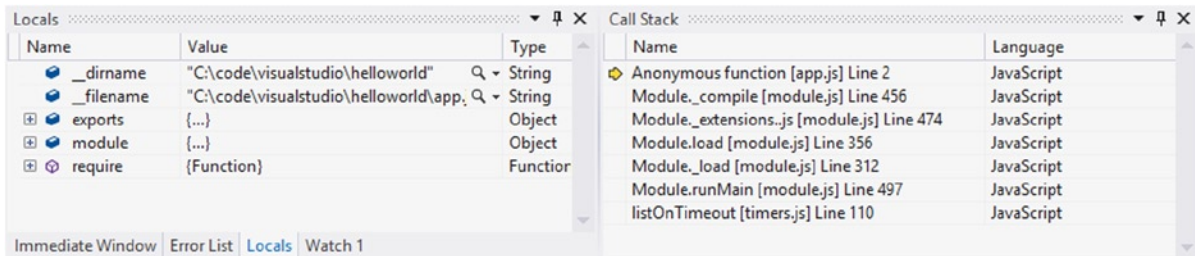 Locals
Name Value Type
__dirname "C:\code\visualstudio\helloworld" String
__filename "C:\code\visualstudio\helloworld\app. String
exports {...} Object
module {...} Object
require {Function} Function
Immediate Window Error List Locals Watch 1
Call Stack
Name Language
Anonymous function [app.js] Line 2 JavaScript
Module._compile [module.js] Line 456 JavaScript
Module._extensions..js [module.js] Line 474 JavaScript
Module.load [module.js] Line 356 JavaScript
Module._load [module.js] Line 312 JavaScript
Module.runMain [module.js] Line 497 JavaScript
listOnTimeout [timers.js] Line 110 JavaScript